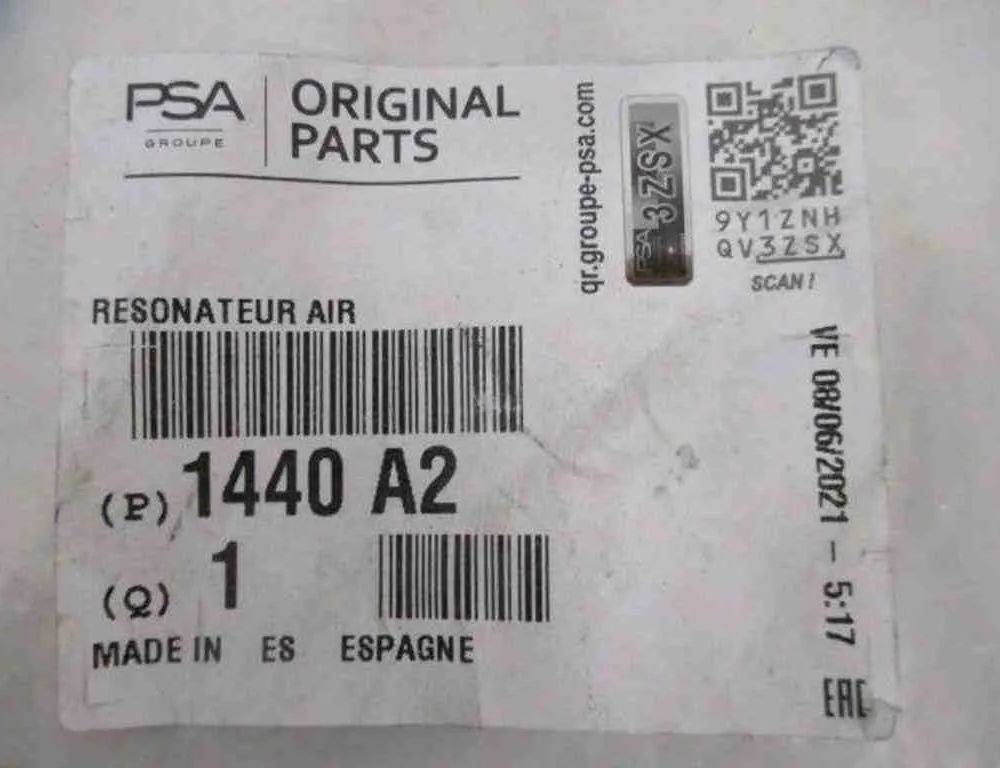 PSA
GROUPE
ORIGINAL
PARTS
qr.groupe-psa.com
PSA
3ZSX
9Y1ZNH
QV3ZSX
SCAN!
RESONATEUR AIR
(P) 1440 A2
(Q) 1
MADE IN ES ESPAGNE
VE 08/06/2021 - 5:17
EAC